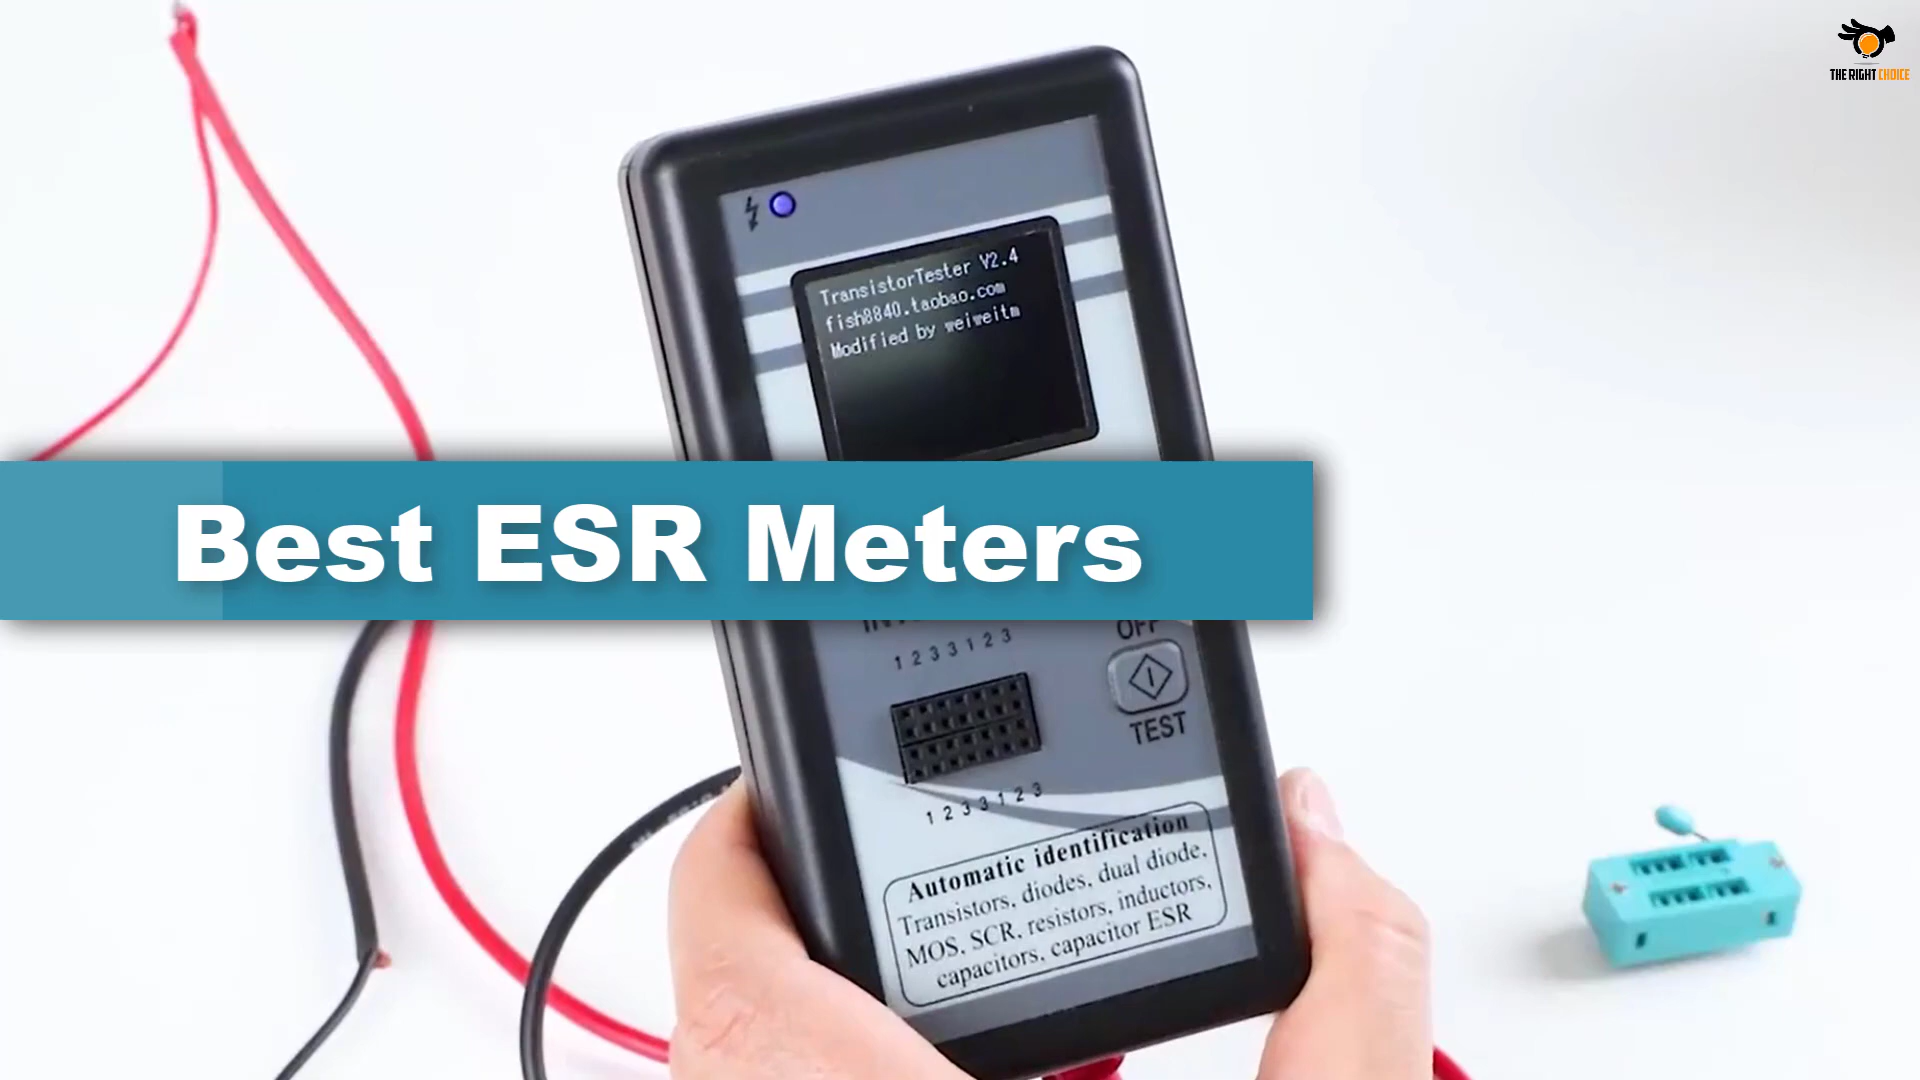 THE RIGHT CHOICE
TransistorTester V2.4
fish8840.taobao.com
Modified by weiweitm
Best ESR Meters
OFF
1 2 3 3 1 2 3
TEST
1 2 3 3 1 2 3
Automatic identification
Transistors, diodes, dual diode,
MOS, SCR, resistors, inductors,
capacitors, capacitor ESR